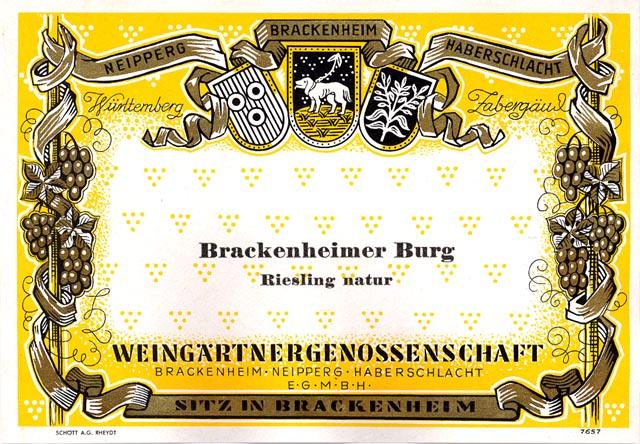 BRACKENHEIM
NEIPPERG
HABERSCHLACHT
Württemberg
Zabergäu
Brackenheimer Burg
Riesling natur
WEINGÄRTNERGENOSSENSCHAFT
BRACKENHEIM·NEIPPERG·HABERSCHLACHT
E·G·M·B·H·
SITZ IN BRACKENHEIM
SCHOTT A.G. RHEYDT
7657